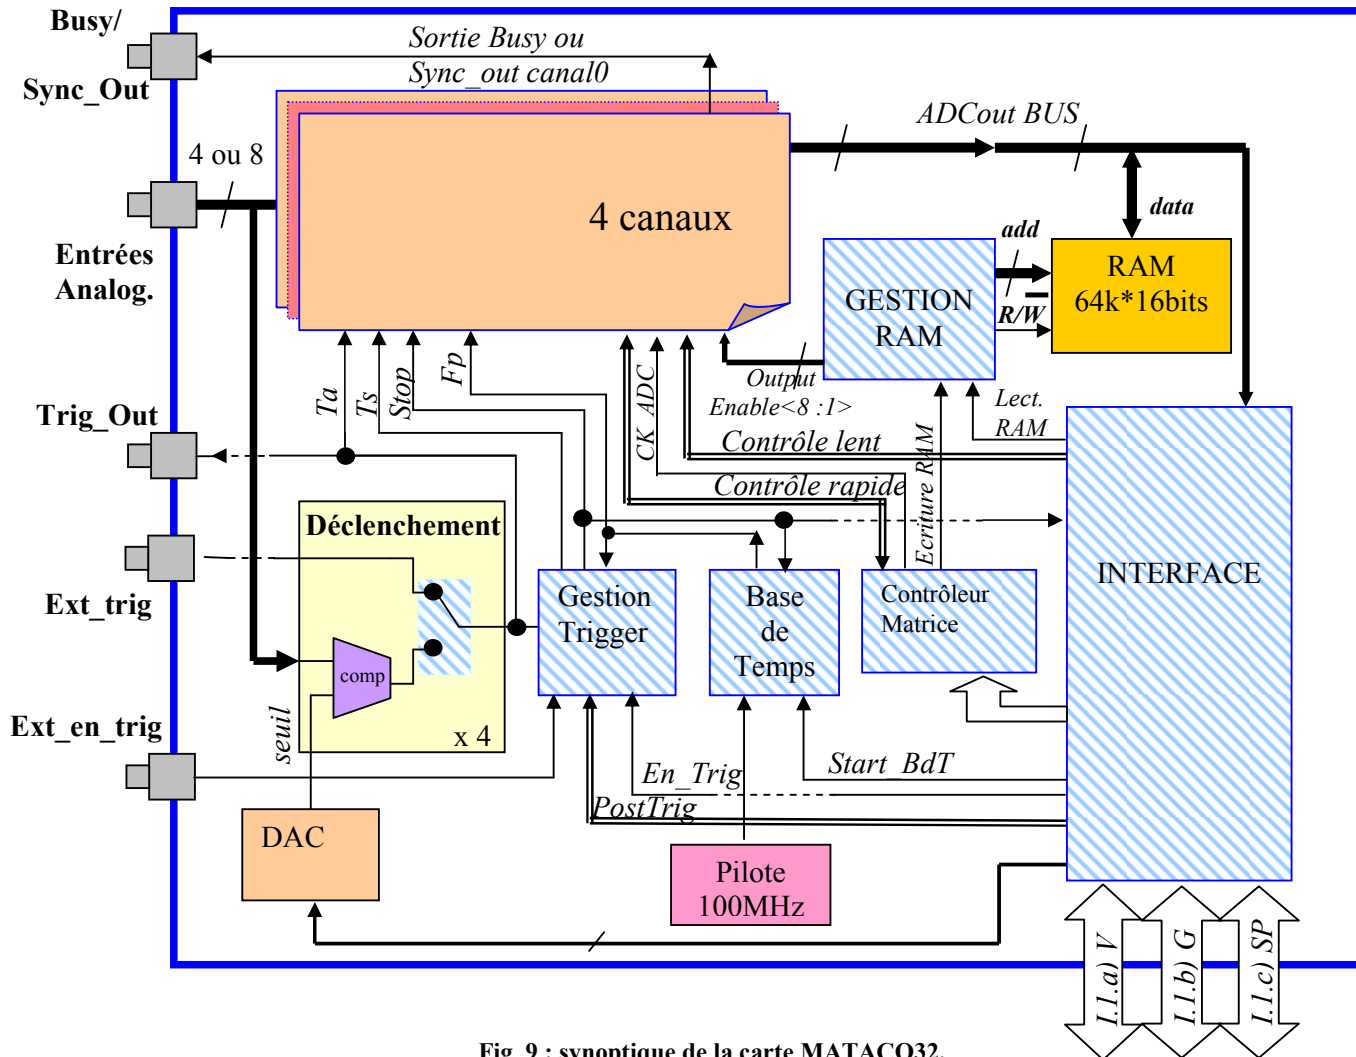 Busy/
Sync_Out
Sortie Busy ou
Sync_out canal0
ADCout BUS
4 ou 8
4 canaux
data
Entrées
Analog.
add
R/W
GESTION
RAM
RAM
64k*16bits
Ta
Ts
Stop
Fp
CK_ADC
Output
Enable<8 :1>
Lect.
RAM
Ecriture RAM
Trig_Out
Contrôle lent
Contrôle rapide
Déclenchement
Ext_trig
comp
x 4
seuil
Gestion
Trigger
Base
de
Temps
Contrôleur
Matrice
INTERFACE
Ext_en_trig
En_Trig
Start_BdT
PostTrig
DAC
Pilote
100MHz
I.1.a) V
I.1.b) G
I.1.c) SP
Fig. 9 : synoptique de la carte MATACQ32.